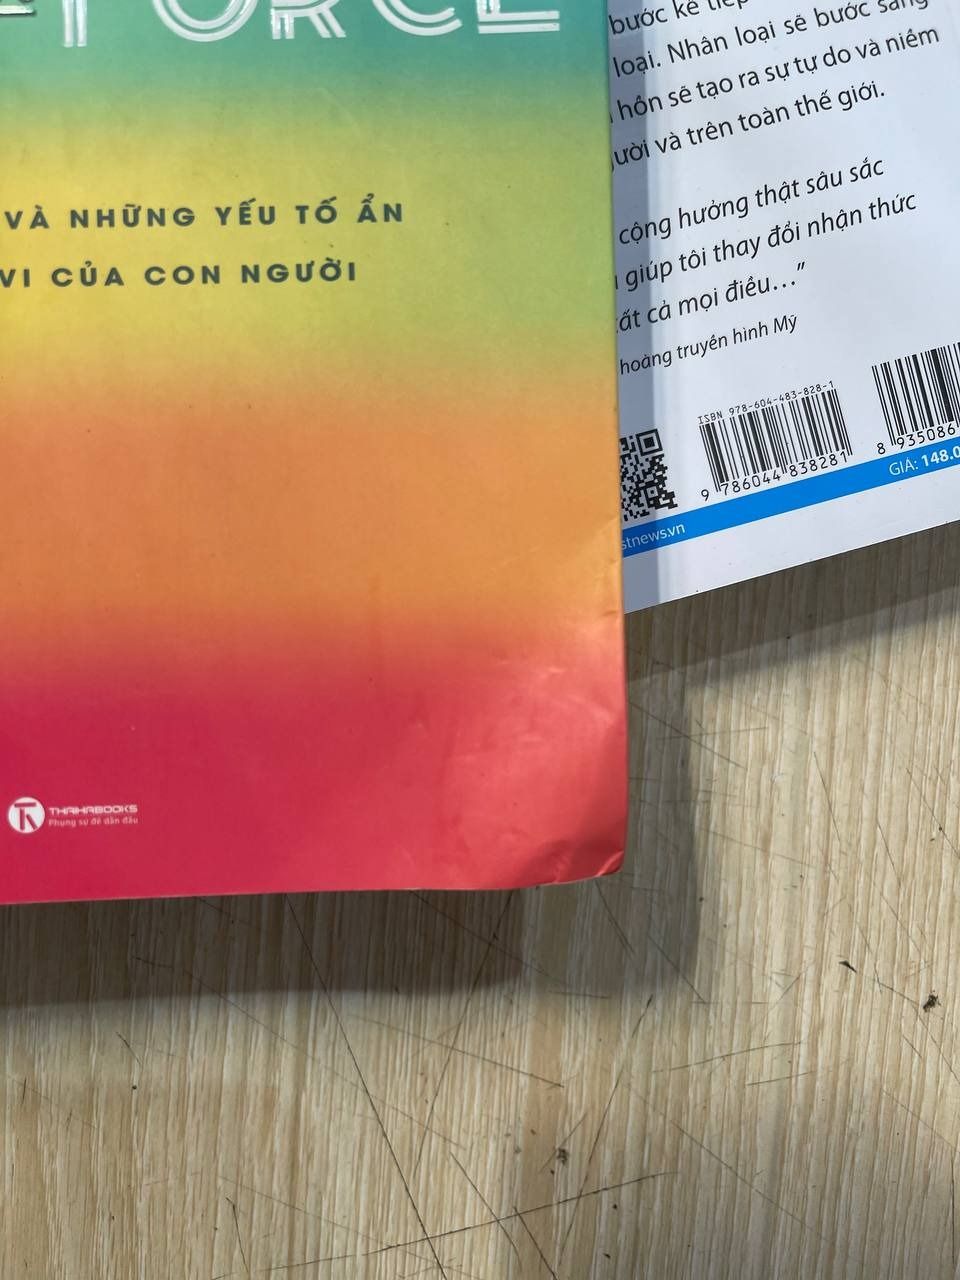 FORCE
VÀ NHỮNG YẾU TỐ ẨN
VI CỦA CON NGƯỜI
THAIHABOOKS
Phụng sự để dẫn đầu
bước kế tiếp
loại. Nhân loại sẽ bước sang
hồn sẽ tạo ra sự tự do và niềm
và trên toàn thế giới.
cộng hưởng thật sâu sắc
giúp tôi thay đổi nhận thức
cả mọi điều…”
hoàng truyền hình Mỹ
ISBN 978-604-483-828-1
9 786044 838281
8 935086
GIÁ: 148.0
stnews.vn